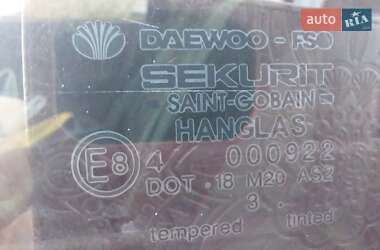 auto RIA
DAEWOO-FSO
SEKURIT
SAINT-GOBAIN
HANGLAS
E8 4 000922
DOT · 18 M20 AS2
3 .
tempered tinted